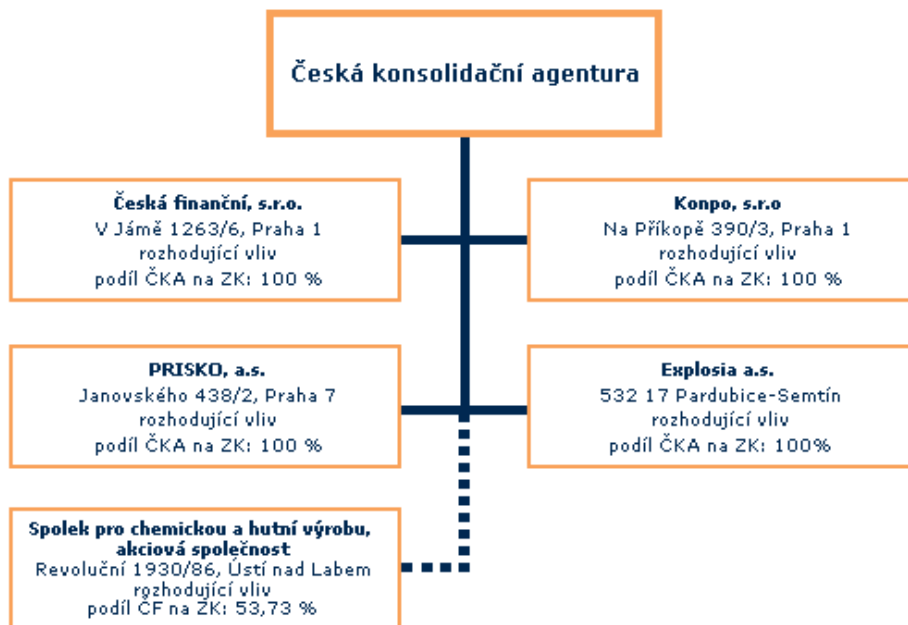 Česká konsolidační agentura
Česká finanční, s.r.o.
V Jámě 1263/6, Praha 1
rozhodující vliv
podíl ČKA na ZK: 100 %
Konpo, s.r.o
Na Příkopě 390/3, Praha 1
rozhodující vliv
podíl ČKA na ZK: 100 %
PRISKO, a.s.
Janovského 438/2, Praha 7
rozhodující vliv
podíl ČKA na ZK: 100 %
Explosia a.s.
532 17 Pardubice-Semtín
rozhodující vliv
podíl ČKA na ZK: 100%
Spolek pro chemickou a hutní výrobu,
akciová společnost
Revoluční 1930/86, Ústí nad Labem
rozhodující vliv
podíl ČF na ZK: 53,73 %